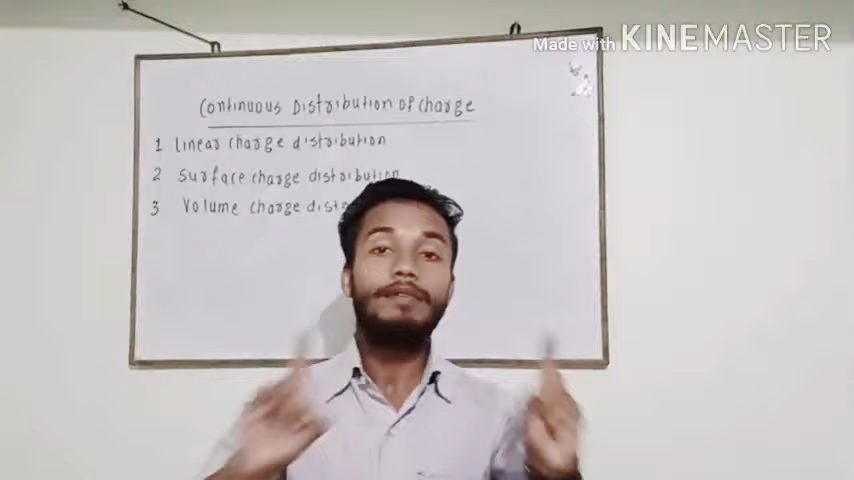 Made with KINEMASTER
Continuous Distribution of charge
1 Linear charge distribution
2 Surface charge distribution
3 Volume charge